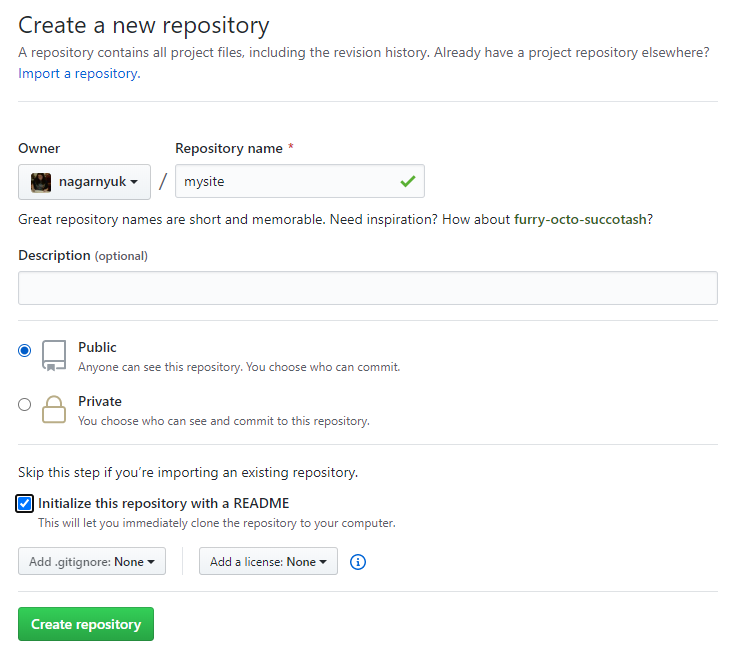 Create a new repository
A repository contains all project files, including the revision history. Already have a project repository elsewhere?
Import a repository.
Owner
Repository name *
nagarnyuk
/
mysite
Great repository names are short and memorable. Need inspiration? How about furry-octo-succotash?
Description (optional)
Public
Anyone can see this repository. You choose who can commit.
Private
You choose who can see and commit to this repository.
Skip this step if you’re importing an existing repository.
Initialize this repository with a README
This will let you immediately clone the repository to your computer.
Add .gitignore: None
Add a license: None
Create repository